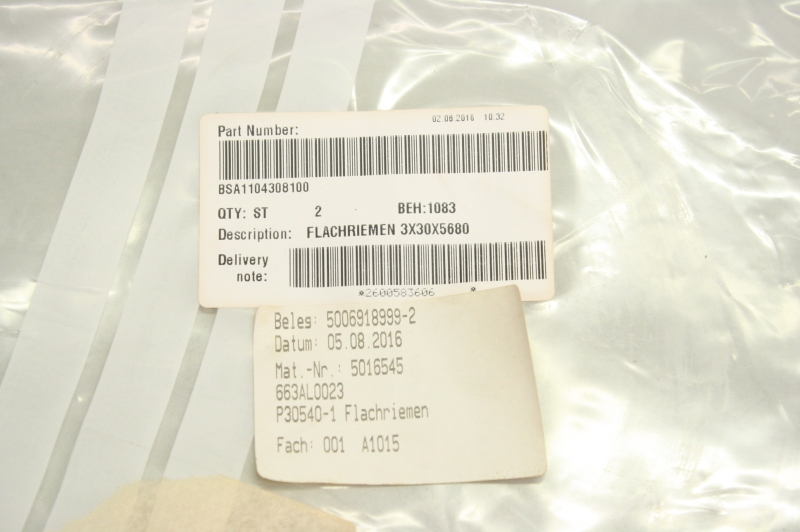 Part Number:
02.08.2016 10:32
BSA1104308100
QTY: ST 2 BEH:1083
Description: FLACHRIEMEN 3X30X5680
Delivery note:
*2600583606 *
Beleg: 5006918999-2
Datum: 05.08.2016
Mat.-Nr.: 5016545
663AL0023
P30540-1 Flachriemen
Fach: 001 A1015